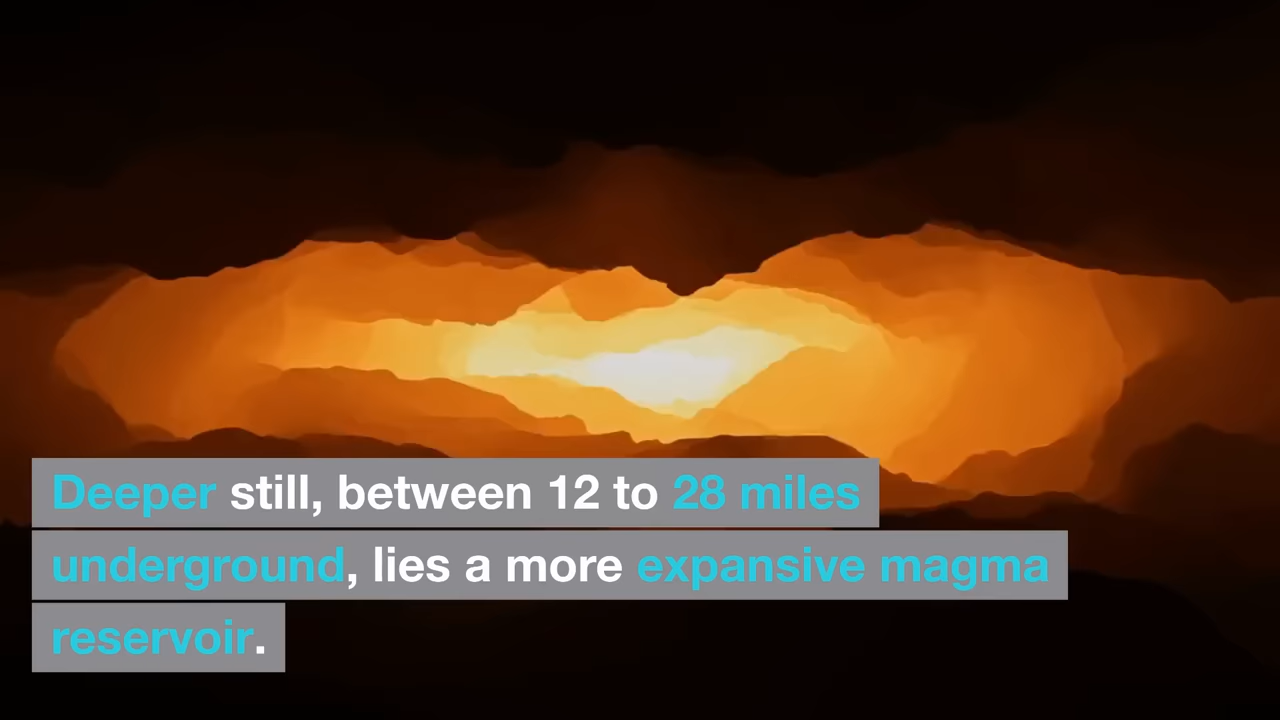 Deeper still, between 12 to 28 miles
underground, lies a more expansive magma
reservoir.